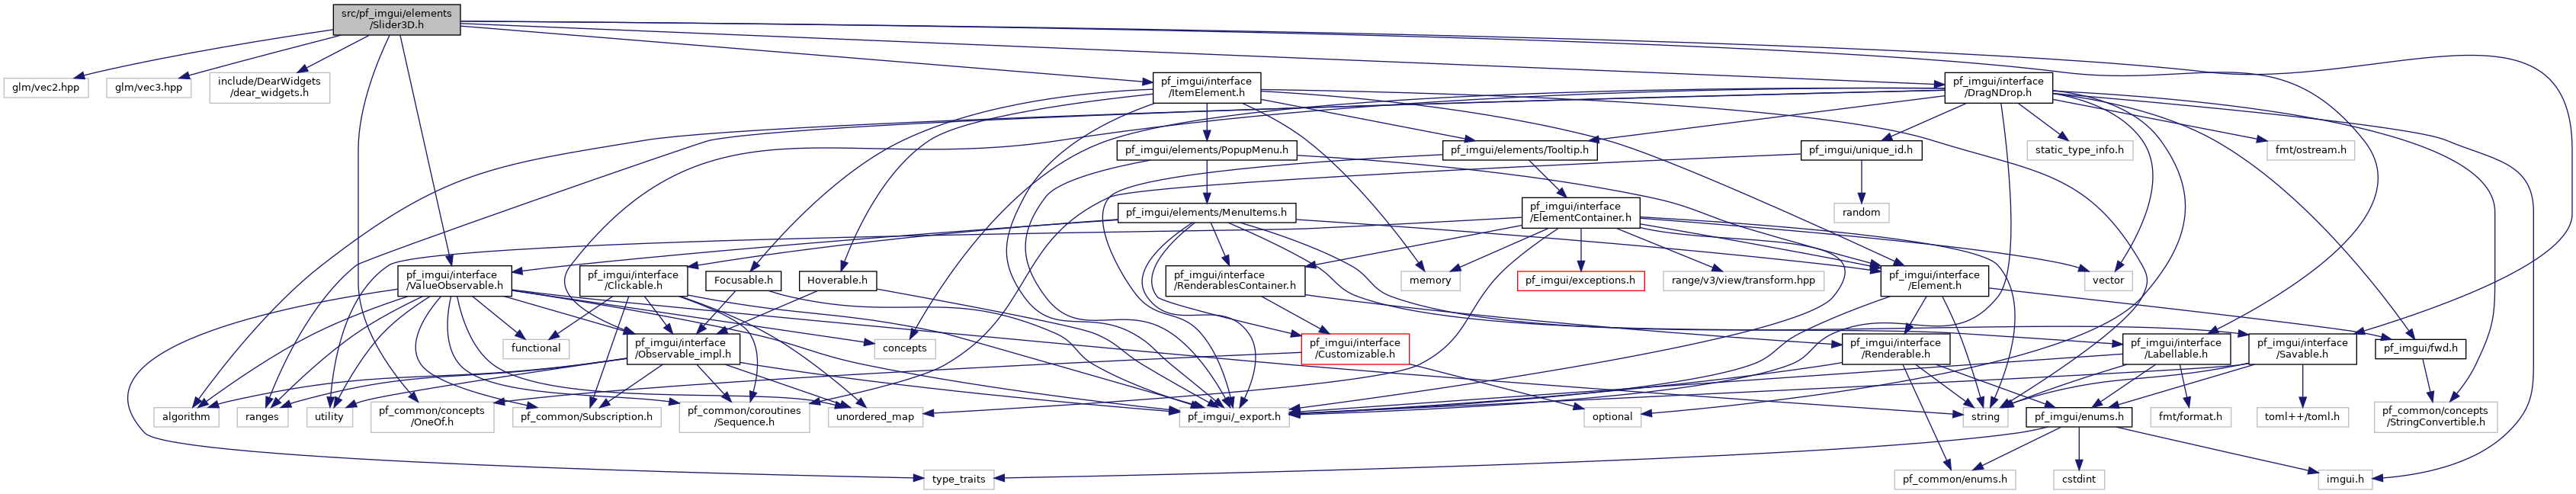 src/pf_imgui/elements
/Slider3D.h
glm/vec2.hpp
glm/vec3.hpp
include/DearWidgets
/dear_widgets.h
pf_imgui/interface
/ItemElement.h
pf_imgui/interface
/DragNDrop.h
pf_imgui/elements/PopupMenu.h
pf_imgui/elements/Tooltip.h
pf_imgui/unique_id.h
static_type_info.h
fmt/ostream.h
pf_imgui/elements/MenuItems.h
pf_imgui/interface
/ElementContainer.h
random
pf_imgui/interface
/ValueObservable.h
pf_imgui/interface
/Clickable.h
Focusable.h
Hoverable.h
pf_imgui/interface
/RenderablesContainer.h
memory
pf_imgui/exceptions.h
range/v3/view/transform.hpp
pf_imgui/interface
/Element.h
vector
functional
pf_imgui/interface
/Observable_impl.h
concepts
pf_imgui/interface
/Customizable.h
pf_imgui/interface
/Renderable.h
pf_imgui/interface
/Labellable.h
pf_imgui/interface
/Savable.h
pf_imgui/fwd.h
algorithm
ranges
utility
pf_common/concepts
/OneOf.h
pf_common/Subscription.h
pf_common/coroutines
/Sequence.h
unordered_map
pf_imgui/_export.h
optional
string
pf_imgui/enums.h
fmt/format.h
toml++/toml.h
pf_common/concepts
/StringConvertible.h
type_traits
pf_common/enums.h
cstdint
imgui.h